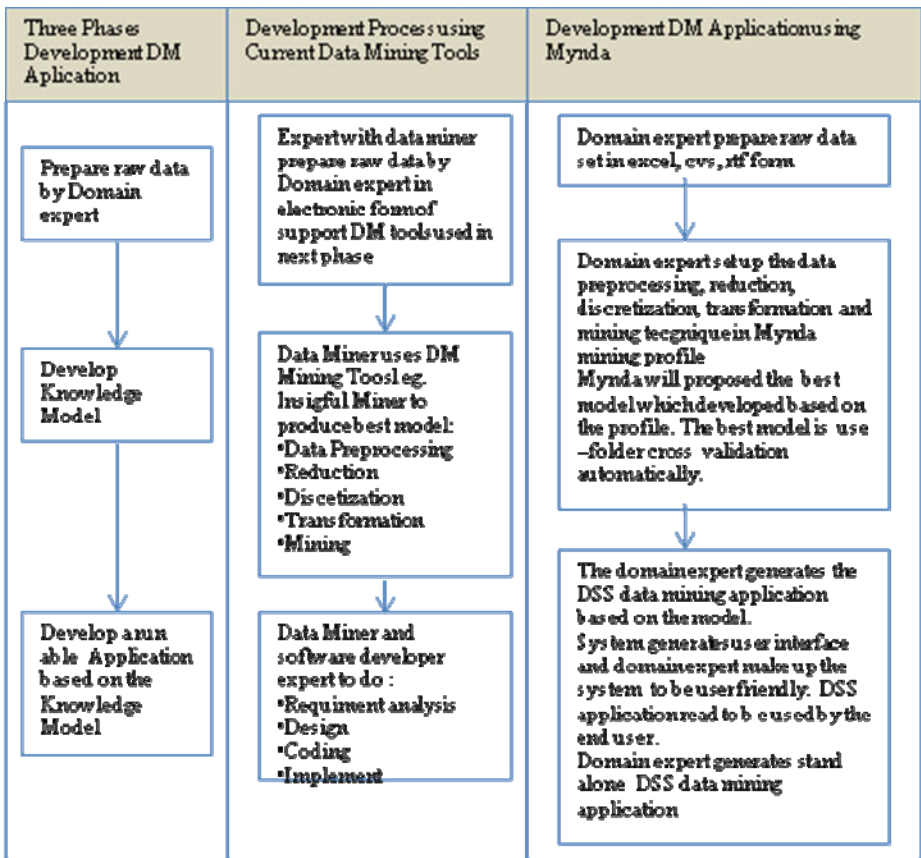 Three Phases
Development DM
Aplication
Development Process using
Current Data Mining Tools
Development DM Application using
Mynda
Prepare raw data
by Domain
expert
Develop
Knowledge
Model
Develop a run
able Application
based on the
Knowledge
Model
Expert with data miner
prepare raw data by
Domain expert in
electronic form of
support DM tools used in
next phase
Data Miner uses DM
Mining Toosl eg.
Insigful Miner to
produce best model:
•Data Preprocessing
•Reduction
•Discetization
•Transformation
•Mining
Data Miner and
software developer
expert to do :
•Requiment analysis
•Design
•Coding
•Implement
Domain expert prepare raw data
set in excel, cvs, rtf form
Domain expert setup the data
preprocessing, reduction,
discretization, transformation and
mining tecgnique in Mynda
mining profile
Mynda will proposed the best
model which developed based on
the profile. The best model is use
–folder cross validation
automatically.
The domain expert generates the
DSS data mining application
based on the model.
System generates user interface
and domain expert make up the
system to be user friendly. DSS
application read to be used by the
end user.
Domain expert generates stand
alone DSS data mining
application